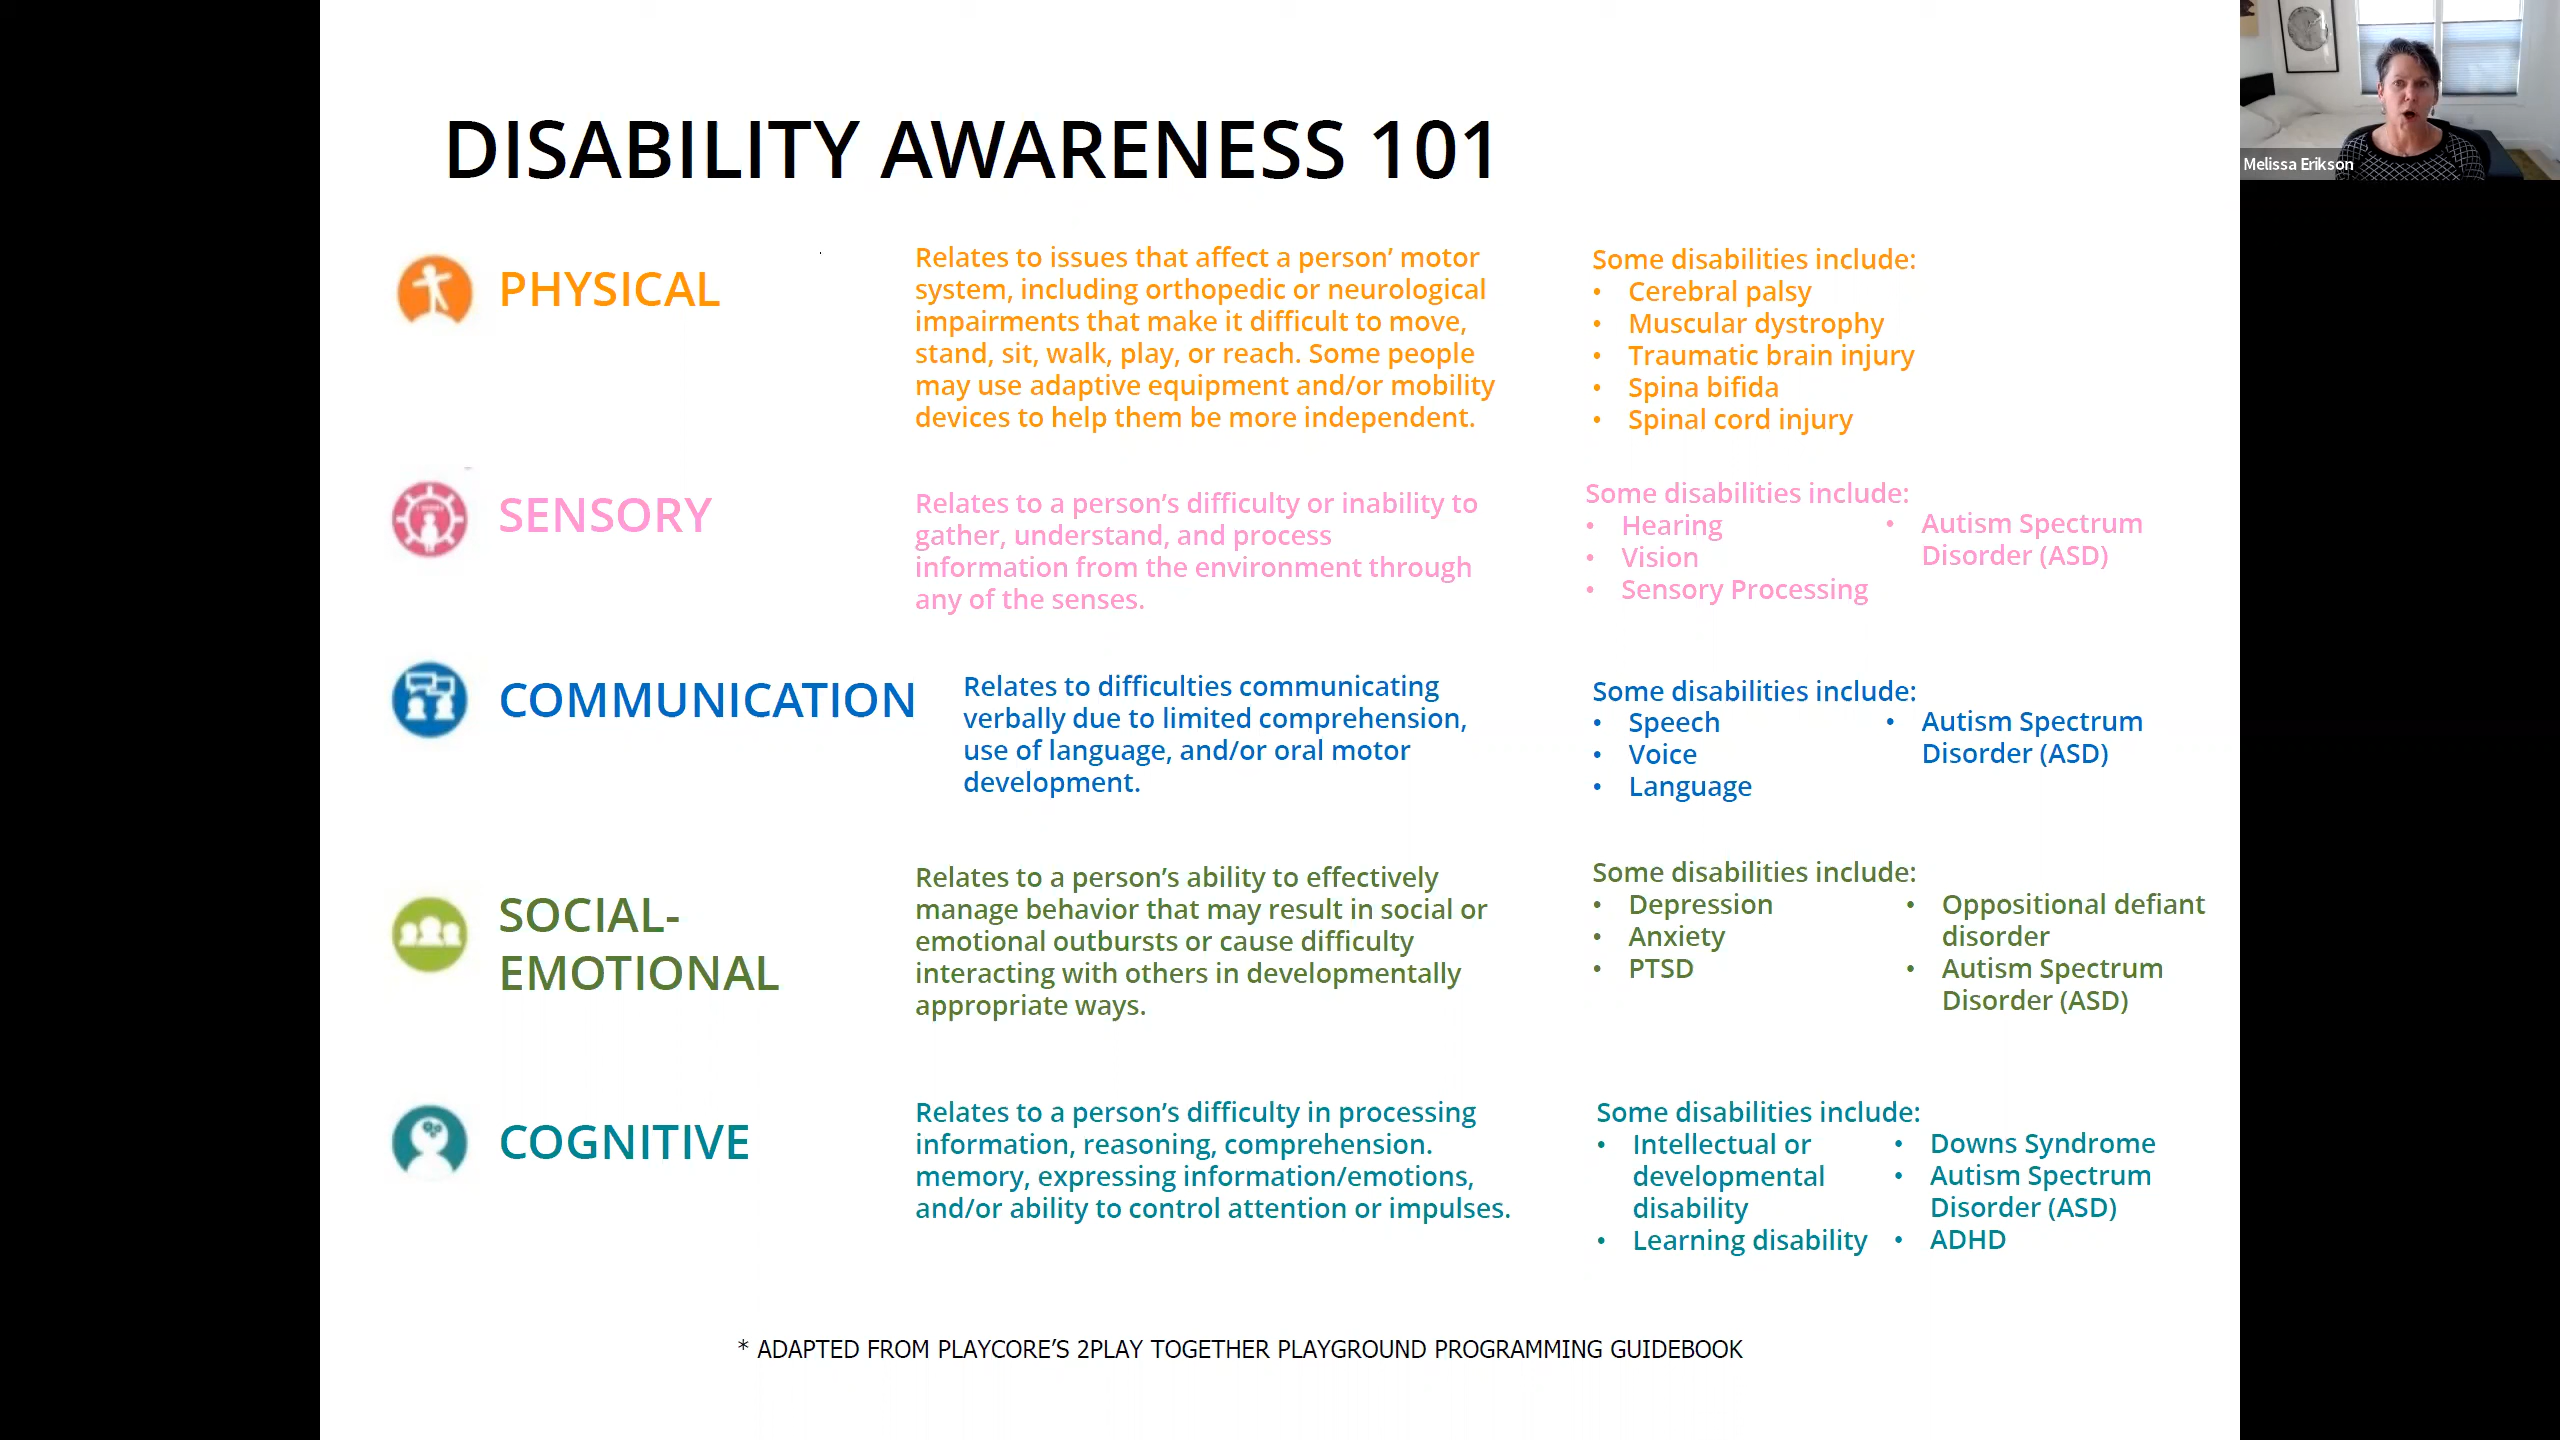 DISABILITY AWARENESS 101
Melissa Erikson
PHYSICAL
Relates to issues that affect a person’ motor
system, including orthopedic or neurological
impairments that make it difficult to move,
stand, sit, walk, play, or reach. Some people
may use adaptive equipment and/or mobility
devices to help them be more independent.
Some disabilities include:
• Cerebral palsy
• Muscular dystrophy
• Traumatic brain injury
• Spina bifida
• Spinal cord injury
SENSORY
Relates to a person’s difficulty or inability to
gather, understand, and process
information from the environment through
any of the senses.
Some disabilities include:
• Hearing
• Vision
• Sensory Processing
• Autism Spectrum
Disorder (ASD)
COMMUNICATION
Relates to difficulties communicating
verbally due to limited comprehension,
use of language, and/or oral motor
development.
Some disabilities include:
• Speech
• Voice
• Language
• Autism Spectrum
Disorder (ASD)
SOCIAL-
EMOTIONAL
Relates to a person’s ability to effectively
manage behavior that may result in social or
emotional outbursts or cause difficulty
interacting with others in developmentally
appropriate ways.
Some disabilities include:
• Depression
• Anxiety
• PTSD
• Oppositional defiant
disorder
• Autism Spectrum
Disorder (ASD)
COGNITIVE
Relates to a person’s difficulty in processing
information, reasoning, comprehension.
memory, expressing information/emotions,
and/or ability to control attention or impulses.
Some disabilities include:
• Intellectual or
developmental
disability
• Learning disability
• Downs Syndrome
• Autism Spectrum
Disorder (ASD)
• ADHD
* ADAPTED FROM PLAYCORE’S 2PLAY TOGETHER PLAYGROUND PROGRAMMING GUIDEBOOK